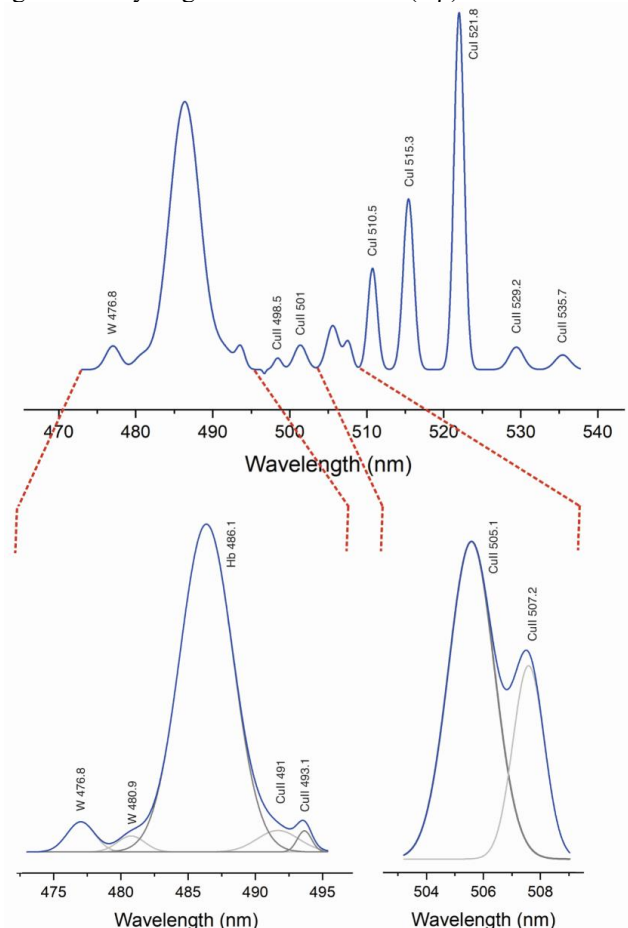 W 476.8
CuII 498.5
CuII 501
CuI 510.5
CuI 515.3
CuI 521.8
CuII 529.2
CuII 535.7
470 480 490 500 510 520 530 540
Wavelength (nm)
W 476.8
W 480.9
Hb 486.1
CuII 491
CuII 493.1
475 480 485 490 495
Wavelength (nm)
CuII 505.1
CuII 507.2
504 506 508
Wavelength (nm)